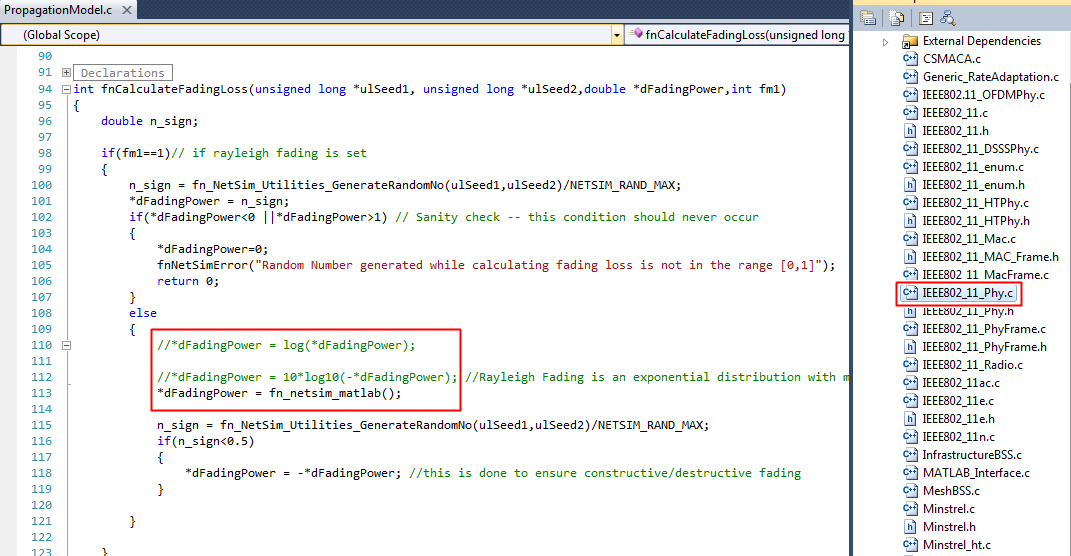 PropagationModel.c
(Global Scope)
fnCalculateFadingLoss(unsigned long
90
91 Declarations
94 int fnCalculateFadingLoss(unsigned long *ulSeed1, unsigned long *ulSeed2,double *dFadingPower,int fm1)
95 {
96 double n_sign;
97
98 if(fm1==1)// if rayleigh fading is set
99 {
100 n_sign = fn_NetSim_Utilities_GenerateRandomNo(ulSeed1,ulSeed2)/NETSIM_RAND_MAX;
101 *dFadingPower = n_sign;
102 if(*dFadingPower<0 ||*dFadingPower>1) // Sanity check -- this condition should never occur
103 {
104 *dFadingPower=0;
105 fnNetSimError("Random Number generated while calculating fading loss is not in the range [0,1]");
106 return 0;
107 }
108 else
109 {
110 //*dFadingPower = log(*dFadingPower);
111
112 //*dFadingPower = 10*log10(-*dFadingPower); //Rayleigh Fading is an exponential distribution with m
113 *dFadingPower = fn_netsim_matlab();
114
115 n_sign = fn_NetSim_Utilities_GenerateRandomNo(ulSeed1,ulSeed2)/NETSIM_RAND_MAX;
116 if(n_sign<0.5)
117 {
118 *dFadingPower = -*dFadingPower; //this is done to ensure constructive/destructive fading
119 }
120
121 }
122
123 }
External Dependencies
CSMACA.c
Generic_RateAdaptation.c
IEEE802.11_OFDMPhy.c
IEEE802_11.c
IEEE802_11.h
IEEE802_11_DSSSPhy.c
IEEE802_11_enum.c
IEEE802_11_enum.h
IEEE802_11_HTPhy.c
IEEE802_11_HTPhy.h
IEEE802_11_Mac.c
IEEE802_11_MAC_Frame.h
IEEE802_11_MacFrame.c
IEEE802_11_Phy.c
IEEE802_11_Phy.h
IEEE802_11_PhyFrame.c
IEEE802_11_PhyFrame.h
IEEE802_11_Radio.c
IEEE802_11ac.c
IEEE802_11e.c
IEEE802_11e.h
IEEE802_11n.c
InfrastructureBSS.c
MATLAB_Interface.c
MeshBSS.c
Minstrel.c
Minstrel.h
Minstrel_ht.c